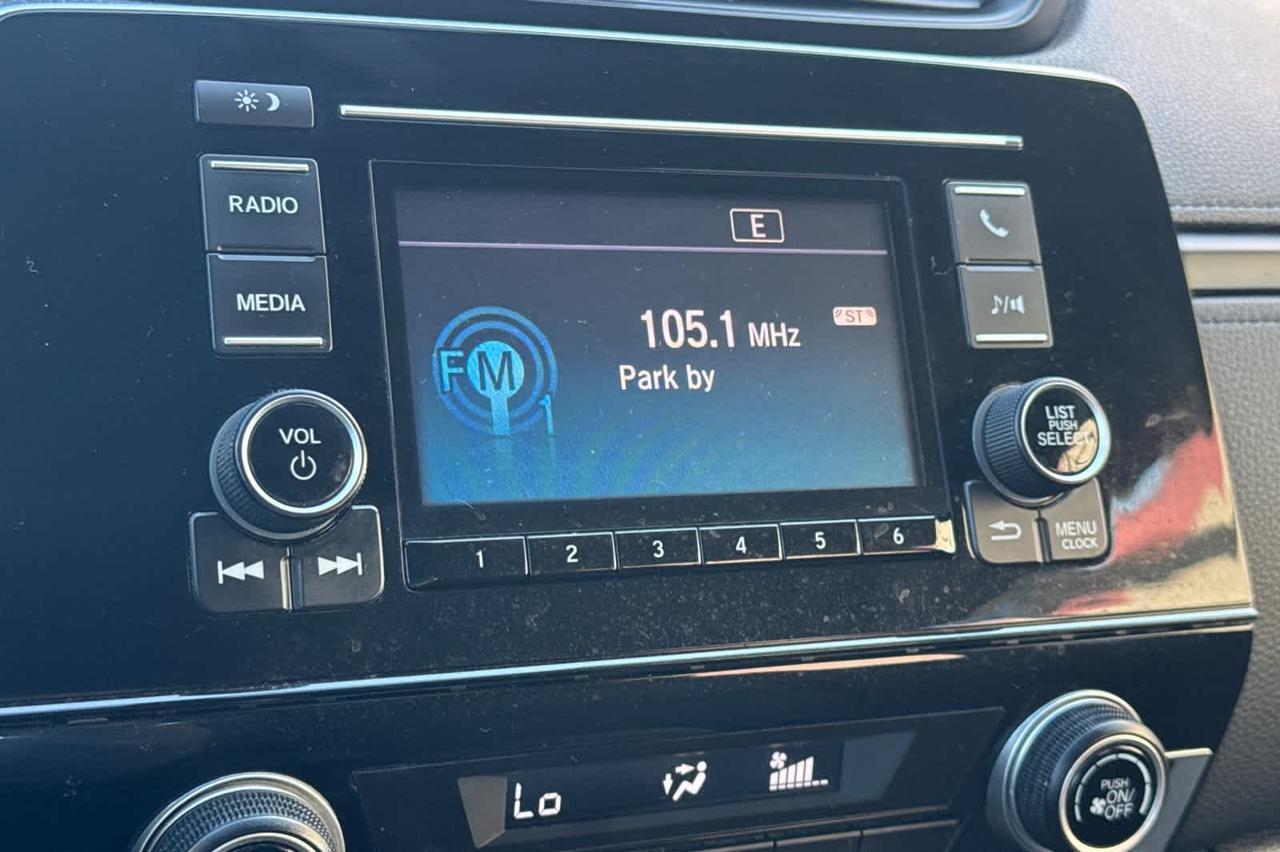 RADIO
MEDIA
VOL
E
FM
1
105.1 MHz
ST
Park by
LIST
PUSH
SELECT
MENU
CLOCK
1 2 3 4 5 6
Lo
PUSH
ON/
OFF